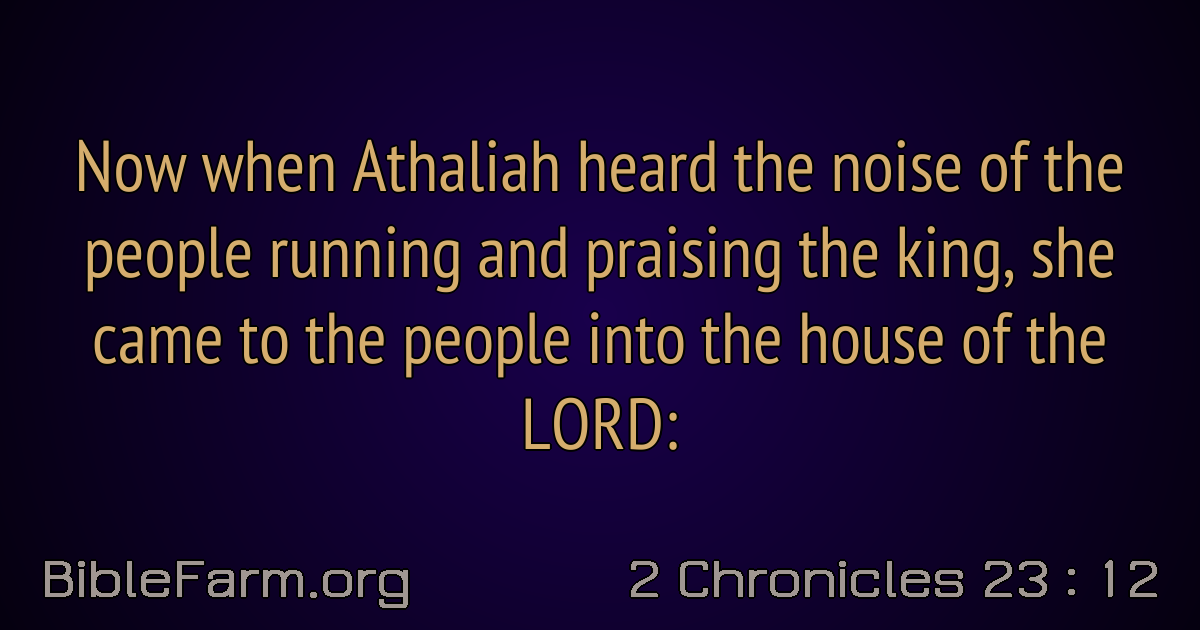 Now when Athaliah heard the noise of the
people running and praising the king, she
came to the people into the house of the
LORD:
BibleFarm.org
2 Chronicles 23 : 12